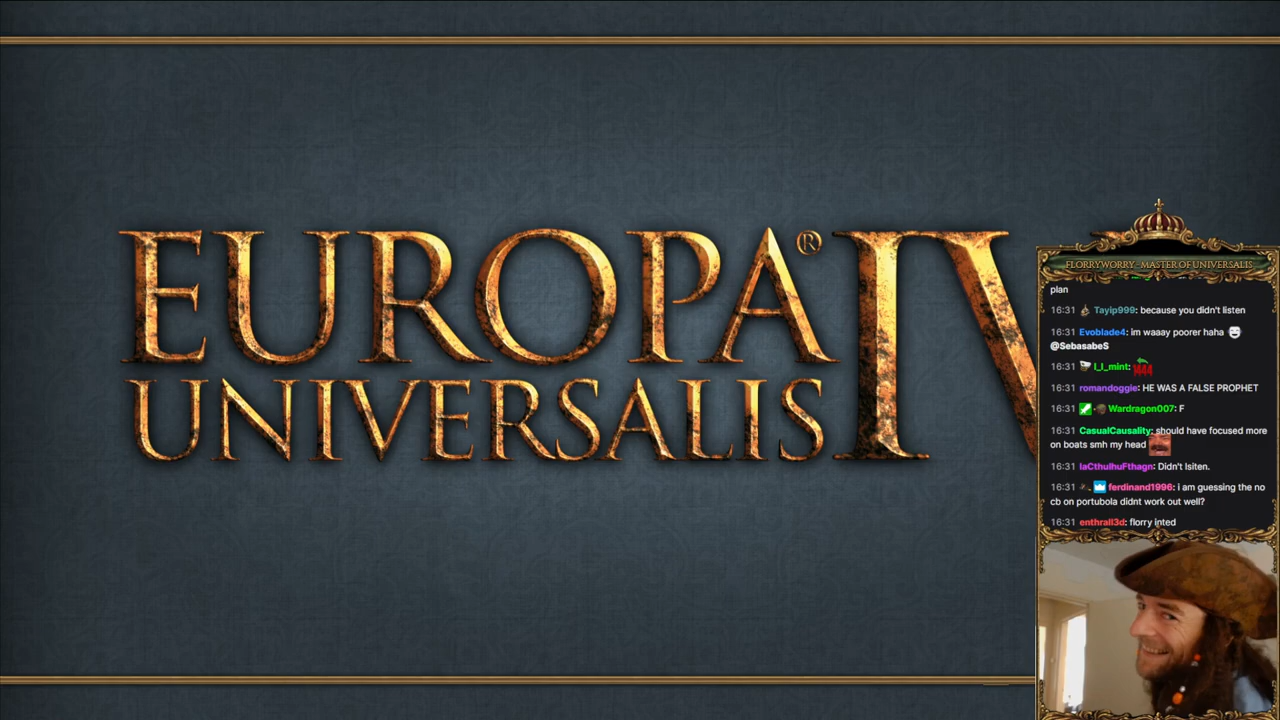 EUROPA®
UNIVERSALIS IV
FLORRYWORRY - MASTER OF UNIVERSALIS
plan
16:31 Tayip999: because you didn't listen
16:31 Evoblade4: im waaay poorer haha
@SebasabeS
16:31 I_I_mint: 1444
16:31 romandoggie: HE WAS A FALSE PROPHET
16:31 Wardragon007: F
16:31 CasualCausality: should have focused more
on boats smh my head
16:31 IaCthulhuFthagn: Didn't lsiten.
16:31 ferdinand1996: i am guessing the no
cb on portubola didnt work out well?
16:31 enthrall3d: florry inted